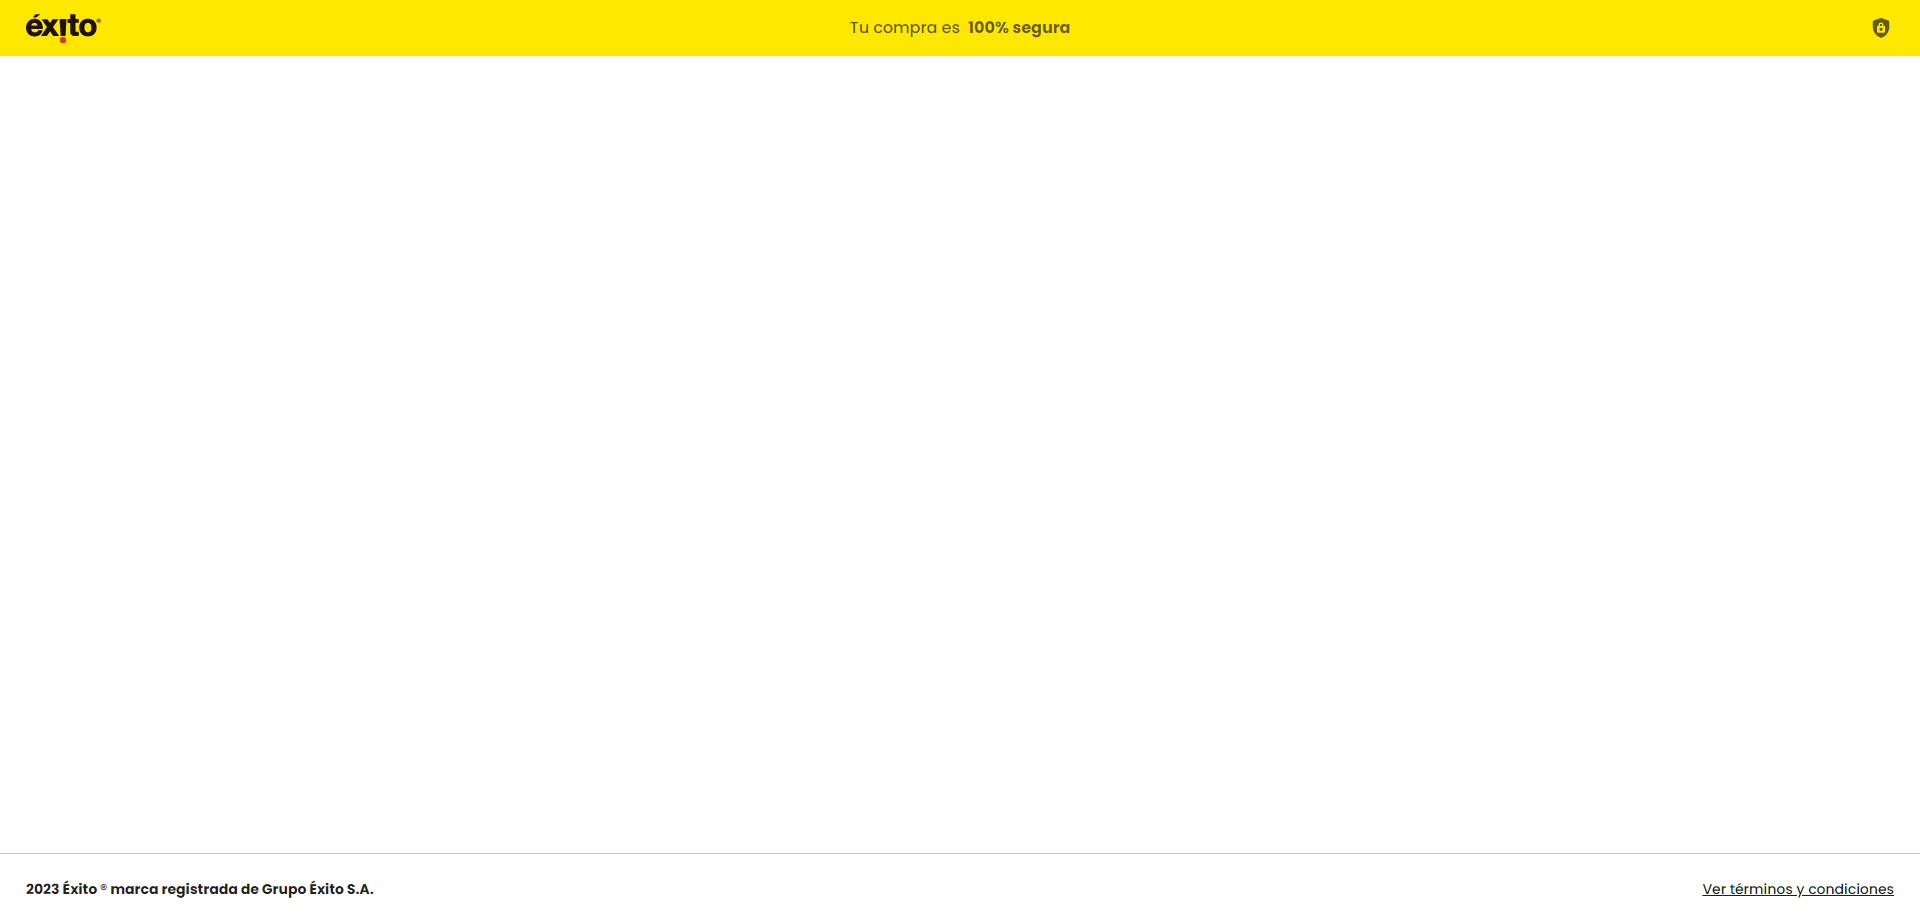 éxito®
Tu compra es 100% segura
2023 Éxito ® marca registrada de Grupo Éxito S.A.
Ver términos y condiciones